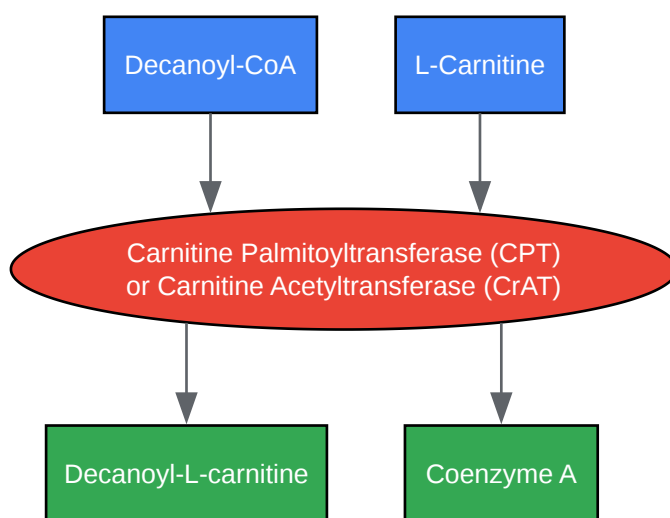 Decanoyl-CoA
L-Carnitine
Carnitine Palmitoyltransferase (CPT)
or Carnitine Acetyltransferase (CrAT)
Decanoyl-L-carnitine
Coenzyme A